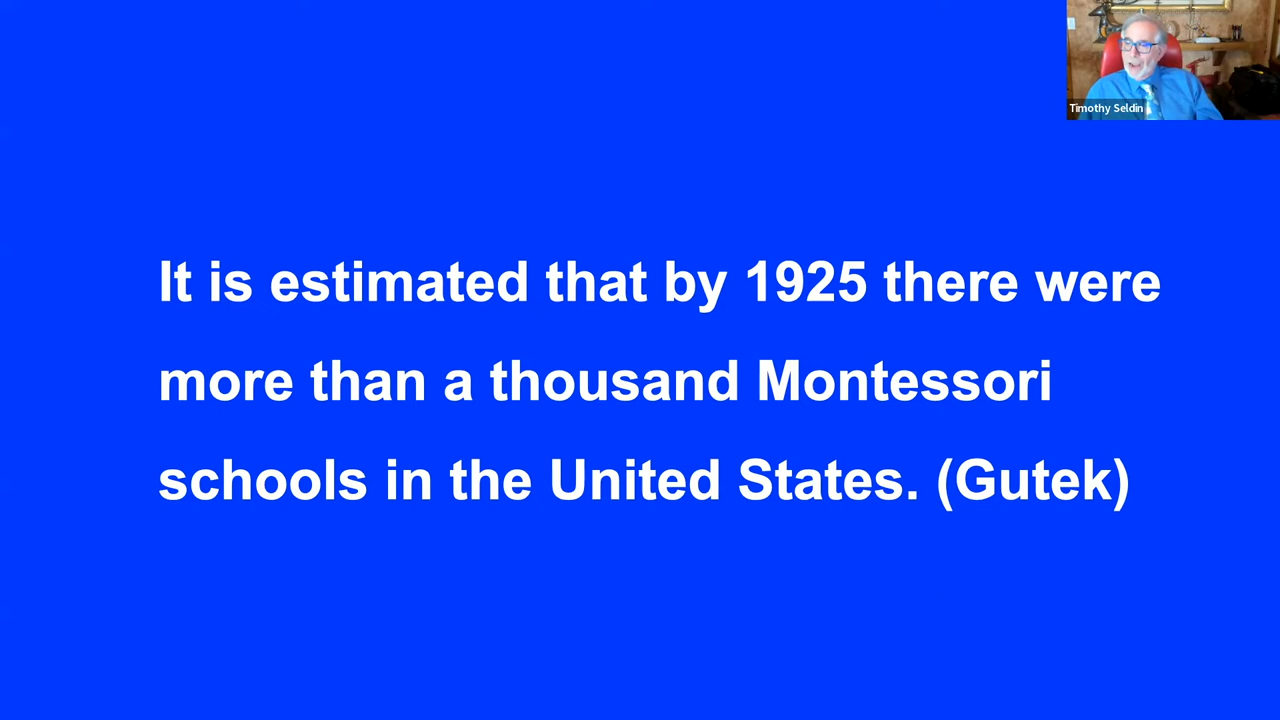 Timothy Seldin
It is estimated that by 1925 there were
more than a thousand Montessori
schools in the United States. (Gutek)